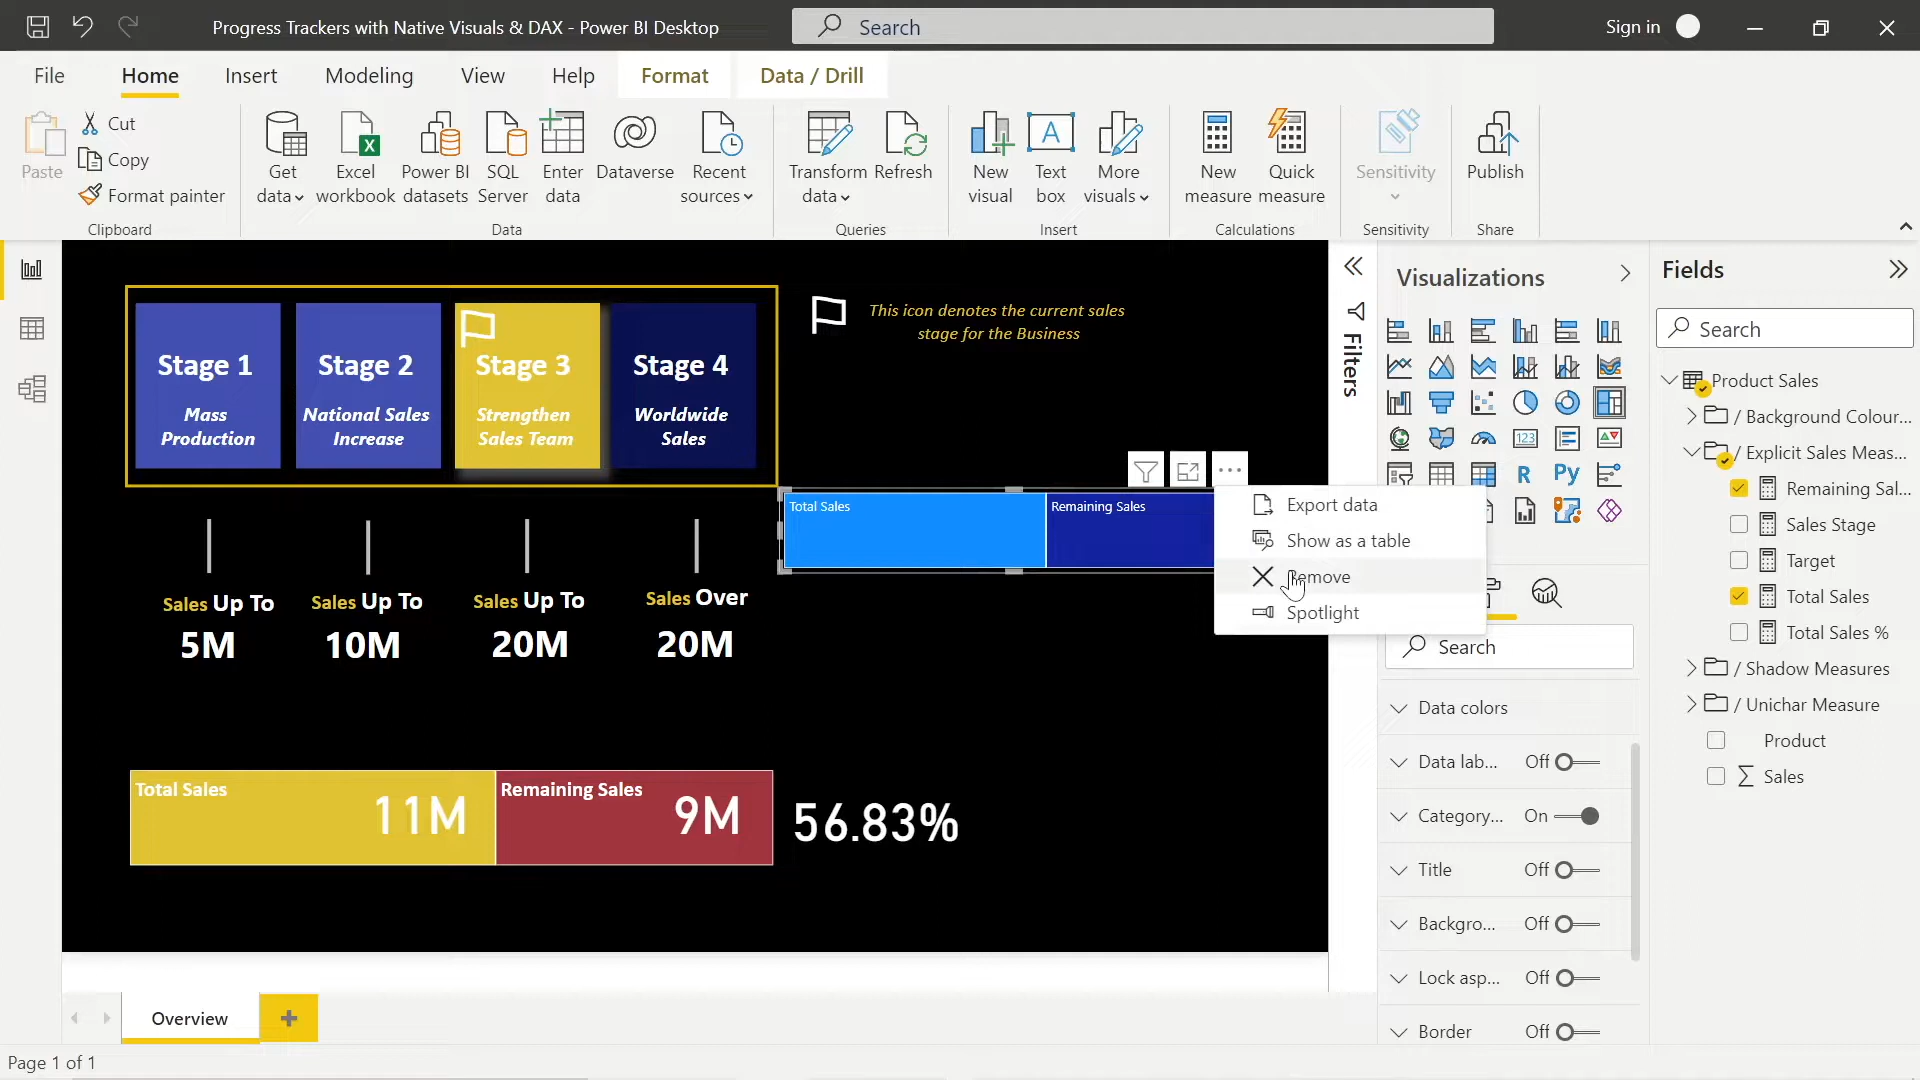 Progress Trackers with Native Visuals & DAX - Power BI Desktop
Search
Sign in
File
Home
Insert
Modeling
View
Help
Format
Data / Drill
Paste
Cut
Copy
Format painter
Clipboard
Get data
Excel workbook
Power BI datasets
SQL Server
Enter data
Dataverse
Recent sources
Data
Transform data
Refresh
Queries
New visual
A
Text box
More visuals
Insert
New measure
Quick measure
Calculations
Sensitivity
Sensitivity
Publish
Share
Stage 1
Mass
Production
Stage 2
National Sales
Increase
Stage 3
Strengthen
Sales Team
Stage 4
Worldwide
Sales
This icon denotes the current sales
stage for the Business
Sales Up To
5M
Sales Up To
10M
Sales Up To
20M
Sales Over
20M
Total Sales
Remaining Sales
Export data
Show as a table
Remove
Spotlight
Total Sales
11M
Remaining Sales
9M
56.83%
Filters
Visualizations
123
R
Py
Search
Data colors
Data lab... Off
Category... On
Title Off
Backgro... Off
Lock asp... Off
Border Off
Fields
Search
Product Sales
/ Background Colour...
/ Explicit Sales Meas...
Remaining Sal...
Sales Stage
Target
Total Sales
Total Sales %
/ Shadow Measures
/ Unichar Measure
Product
Σ Sales
Overview
Page 1 of 1